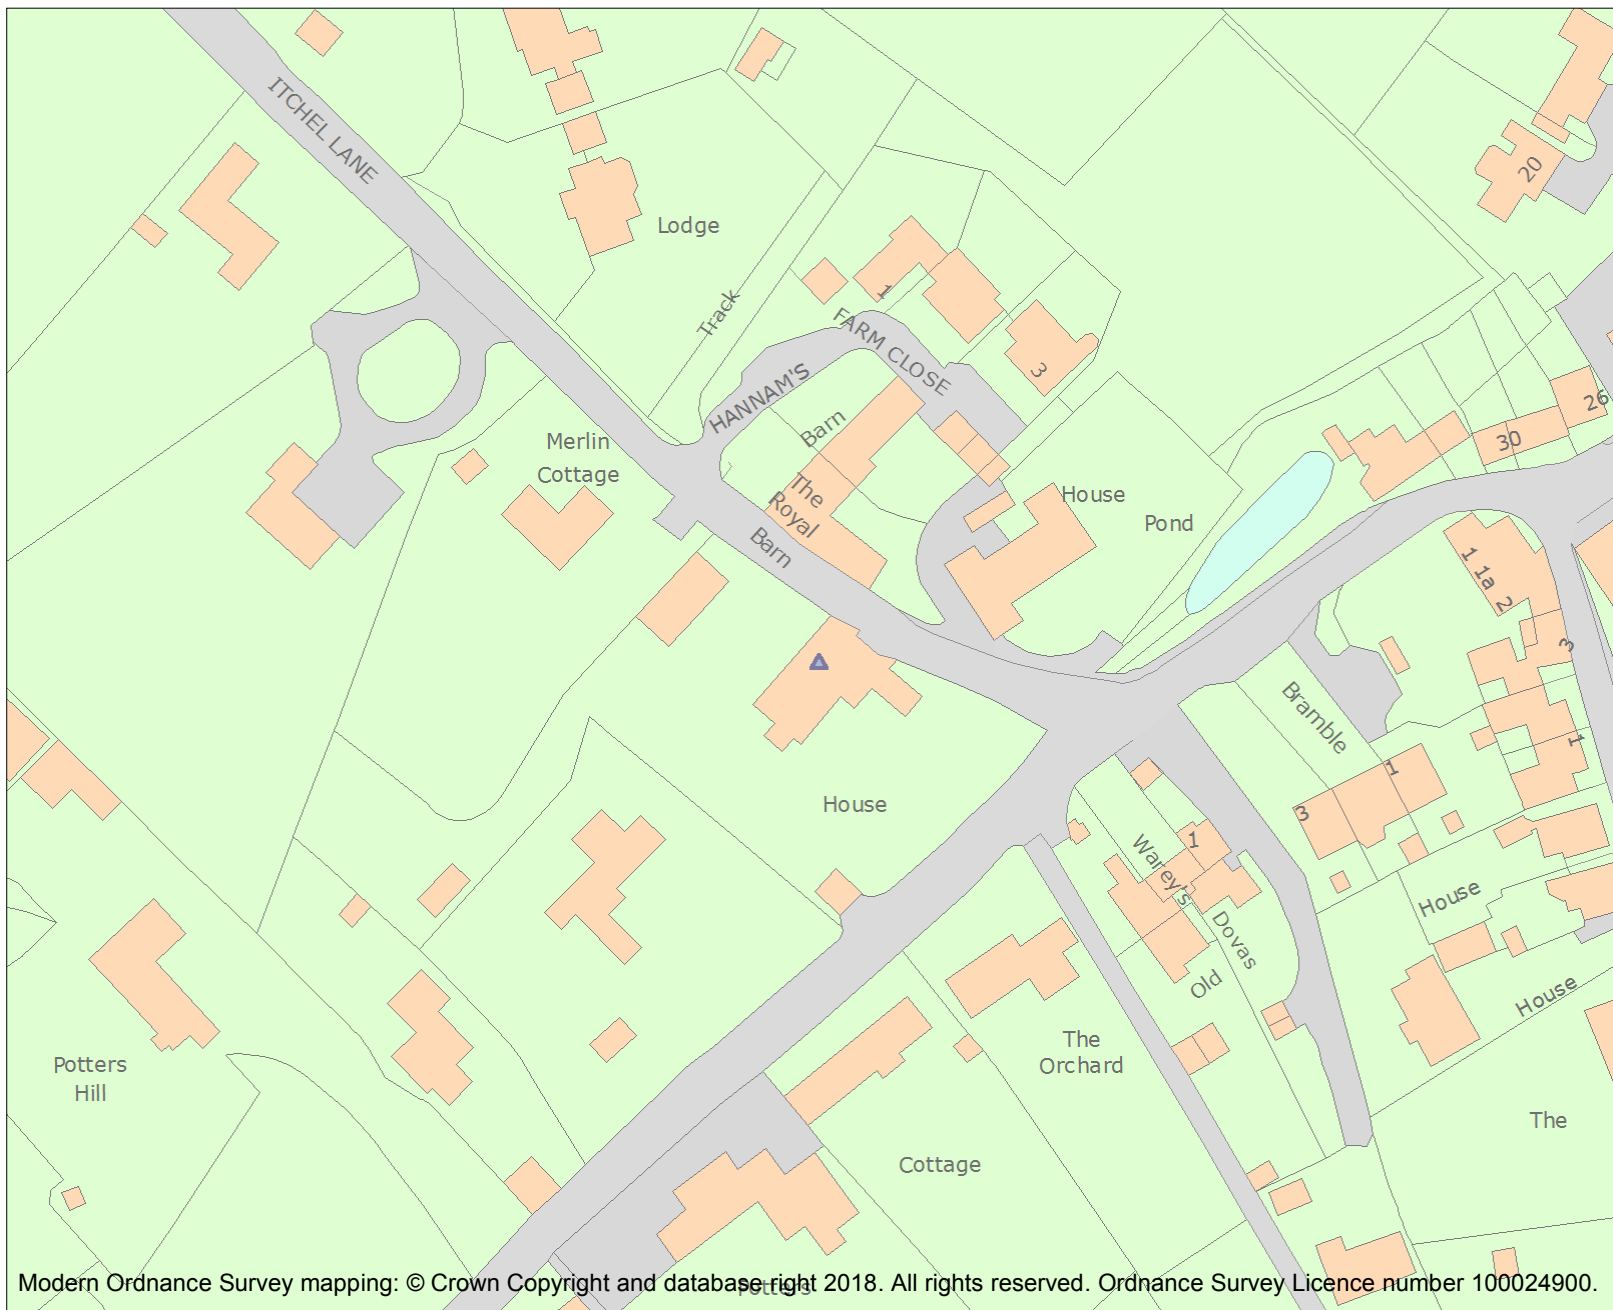 ITCHEL LANE
20
Lodge
Track
1
HANNAM'S
FARM CLOSE
3
26
30
Merlin
Cottage
Barn
The
Royal
Barn
House
Pond
1
1a
2
3
1
Bramble
1
3
House
1
Warey's
Dovas
Old
House
House
The
Orchard
Potters
Hill
The
Cottage
Potters
Modern Ordnance Survey mapping: © Crown Copyright and database right 2018. All rights reserved. Ordnance Survey Licence number 100024900.